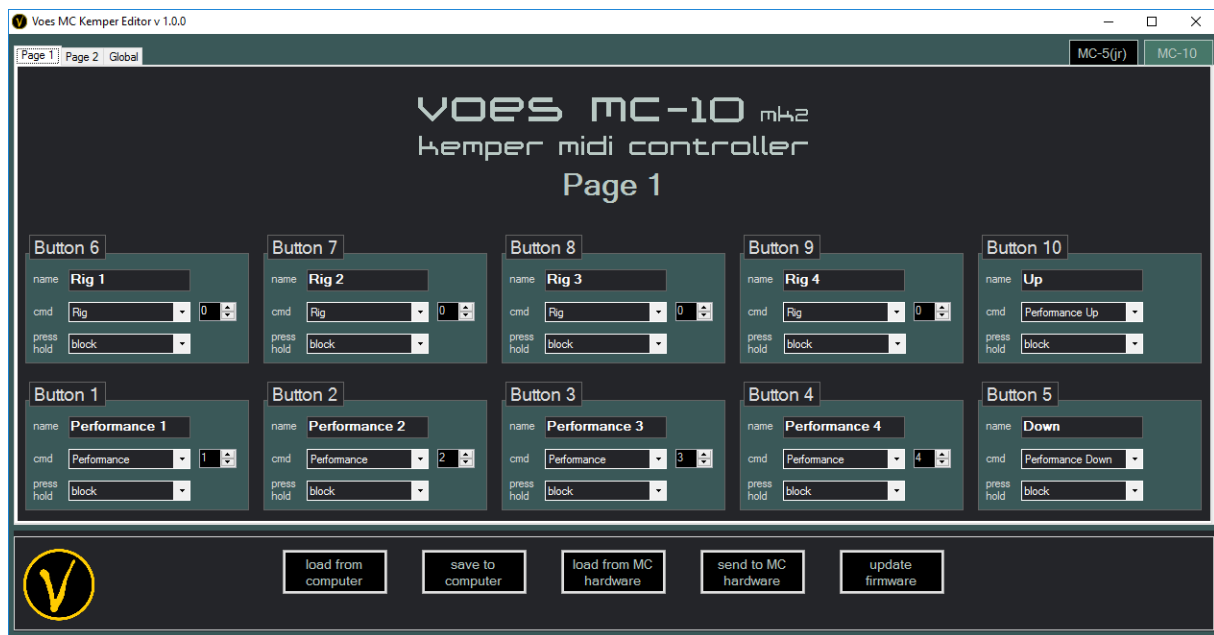 Voes MC Kemper Editor v 1.0.0
Page 1 Page 2 Global MC-5(jr) MC-10
VOES MC-10 mk2
kemper midi controller
Page 1
Button 6 Button 7 Button 8 Button 9 Button 10
name Rig 1 name Rig 2 name Rig 3 name Rig 4 name Up
cmd Rig 0 cmd Rig 0 cmd Rig 0 cmd Rig 0 cmd Performance Up
press hold block press hold block press hold block press hold block press hold block
Button 1 Button 2 Button 3 Button 4 Button 5
name Performance 1 name Performance 2 name Performance 3 name Performance 4 name Down
cmd Performance 1 cmd Performance 2 cmd Performance 3 cmd Performance 4 cmd Performance Down
press hold block press hold block press hold block press hold block press hold block
V
load from computer save to computer load from MC hardware send to MC hardware update firmware